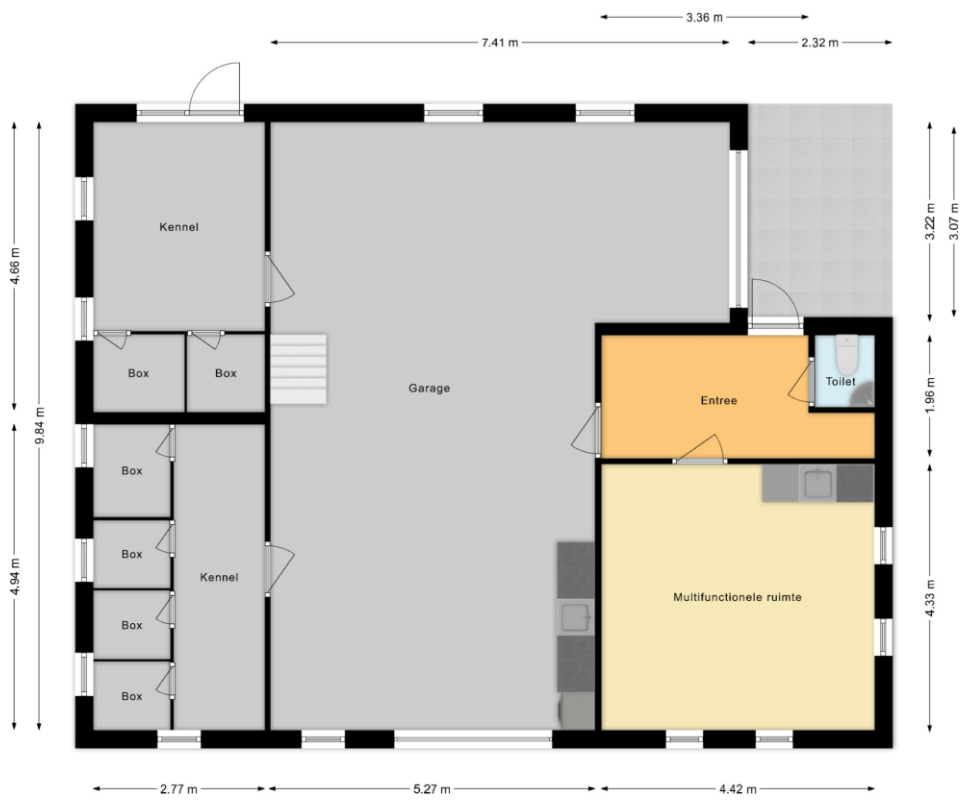 3.36 m
7.41 m
2.32 m
Kennel
4.66 m
9.84 m
3.22 m
3.07 m
Box
Box
Garage
Entree
Toilet
1.96 m
Box
Box
Box
Box
Kennel
4.94 m
Multifunctionele ruimte
4.33 m
2.77 m
5.27 m
4.42 m